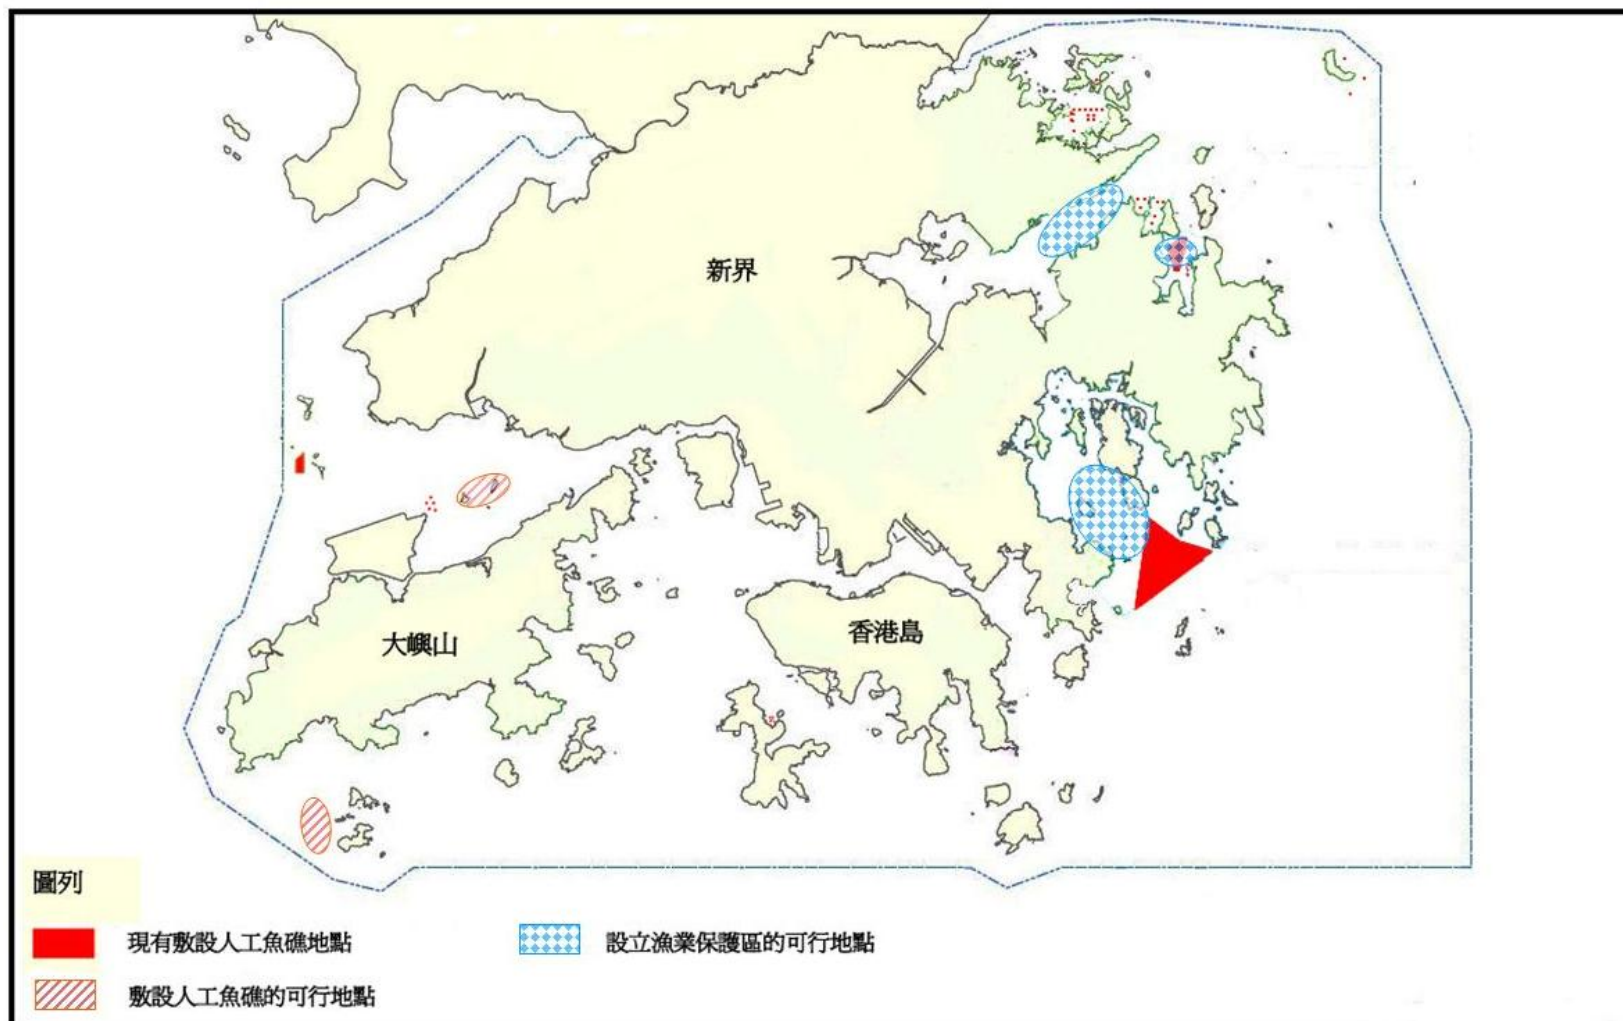 新界
大嶼山
香港島
圖列
現有敷設人工魚礁地點
設立漁業保護區的可行地點
敷設人工魚礁的可行地點